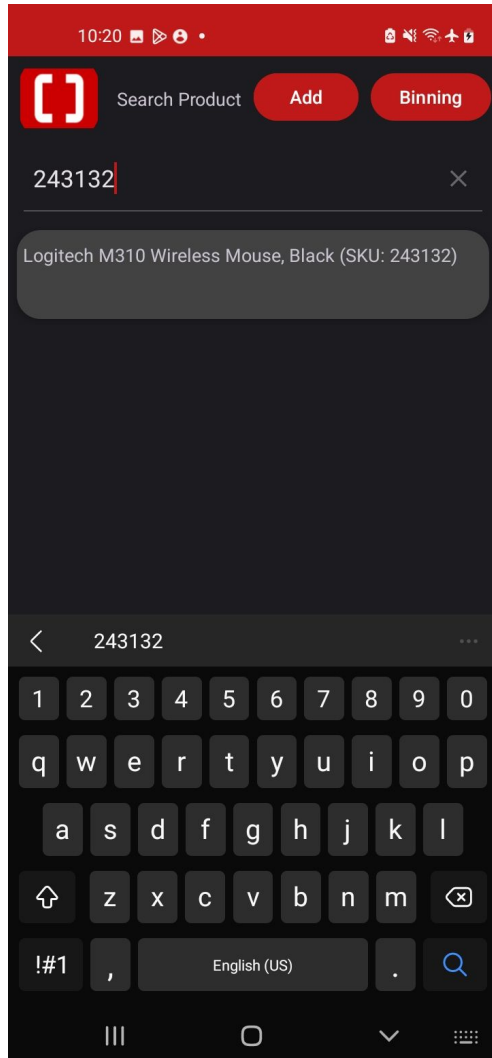 10:20
Search Product
Add
Binning
243132
Logitech M310 Wireless Mouse, Black (SKU: 243132)
243132
1 2 3 4 5 6 7 8 9 0
q w e r t y u i o p
a s d f g h j k l
z x c v b n m
!#1 , English (US) .